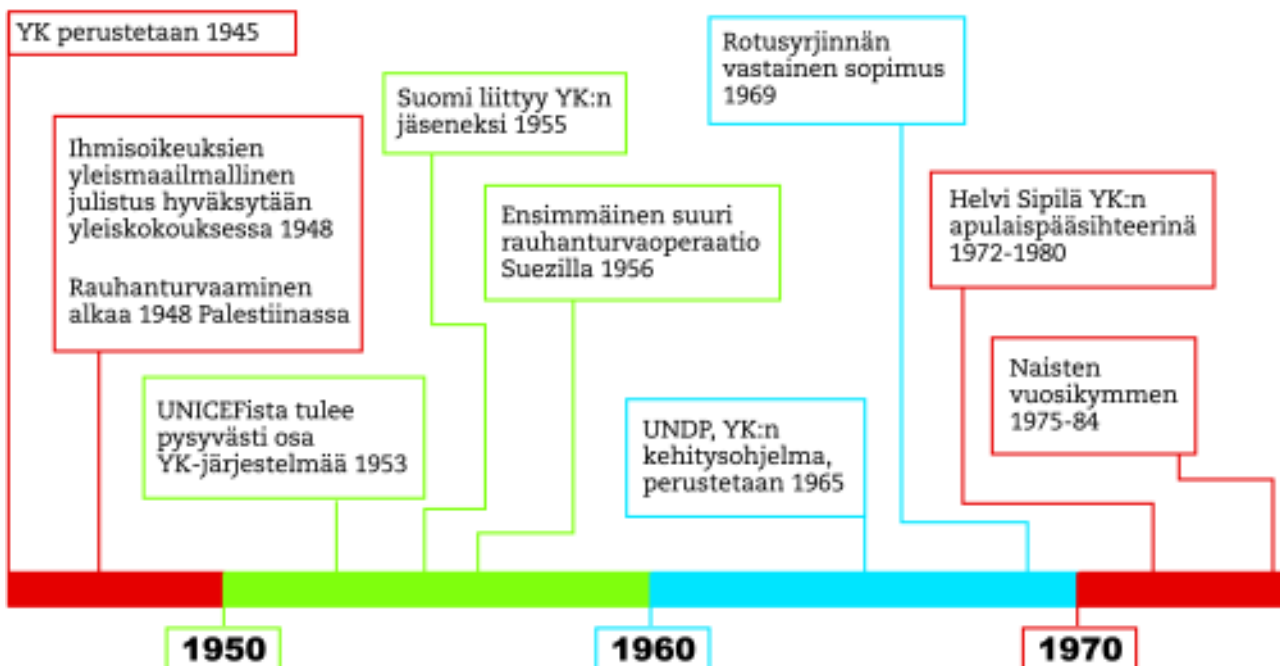 YK perustetaan 1945
Ihmisoikeuksien
yleismaailmallinen
julistus hyväksytään
yleiskokouksessa 1948
Rauhanturvaaminen
alkaa 1948 Palestiinassa
UNICEFista tulee
pysyvästi osa
YK-järjestelmää 1953
Suomi liittyy YK:n
jäseneksi 1955
Ensimmäinen suuri
rauhanturvaoperaatio
Suezilla 1956
UNDP, YK:n
kehitysohjelma,
perustetaan 1965
Rotusyrjinnän
vastainen sopimus
1969
Helvi Sipilä YK:n
apulaispääsihteerinä
1972-1980
Naisten
vuosikymmen
1975-84
1950
1960
1970